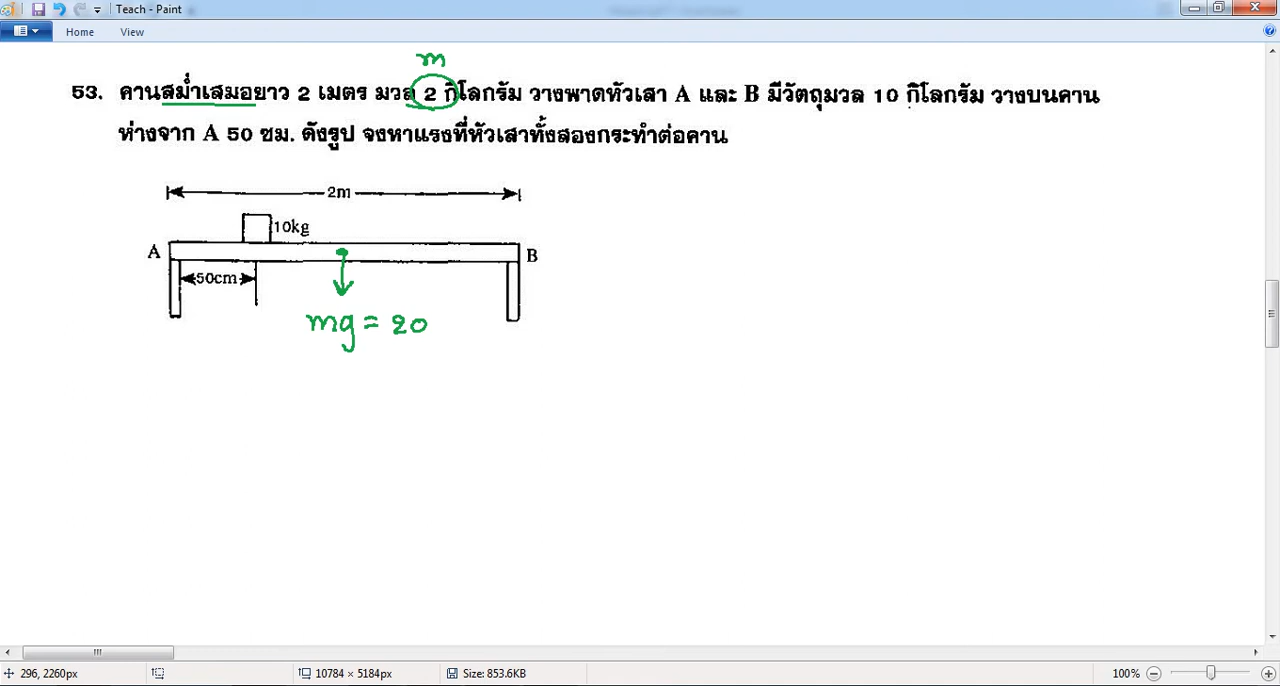 Teach - Paint
Home View
m
53. คานสม่ำเสมอยาว 2 เมตร มวล 2 กิโลกรัม วางพาดหัวเสา A และ B มีวัตถุมวล 10 กิโลกรัม วางบนคาน
ห่างจาก A 50 ซม. ดังรูป จงหาแรงที่หัวเสาทั้งสองกระทำต่อคาน
2m
10kg
A B
50cm
mg = 20
296, 2260px 10784 × 5184px Size: 853.6KB 100%